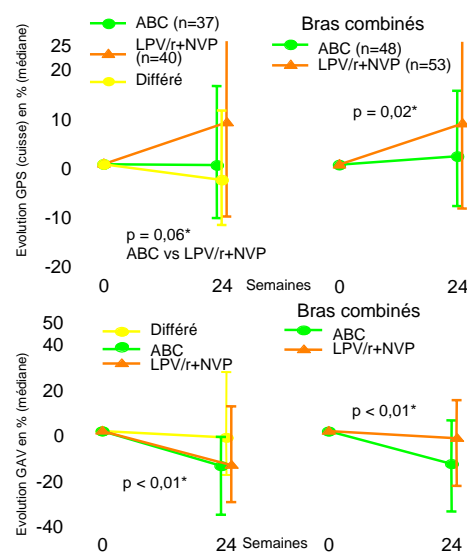 ABC (n=37)
LPV/r+NVP
(n=40)
Différé
Bras combinés
ABC (n=48)
LPV/r+NVP (n=53)
Evolution GPS (cuisse) en % (médiane)
25
20
10
0
-10
-20
p = 0,06*
ABC vs LPV/r+NVP
p = 0,02*
0
24
Semaines
0
24
Bras combinés
Différé
ABC
LPV/r+NVP
ABC
LPV/r+NVP
Evolution GAV en % (médiane)
50
40
20
0
-20
-40
p < 0,01*
p < 0,01*
0
24
Semaines
0
24